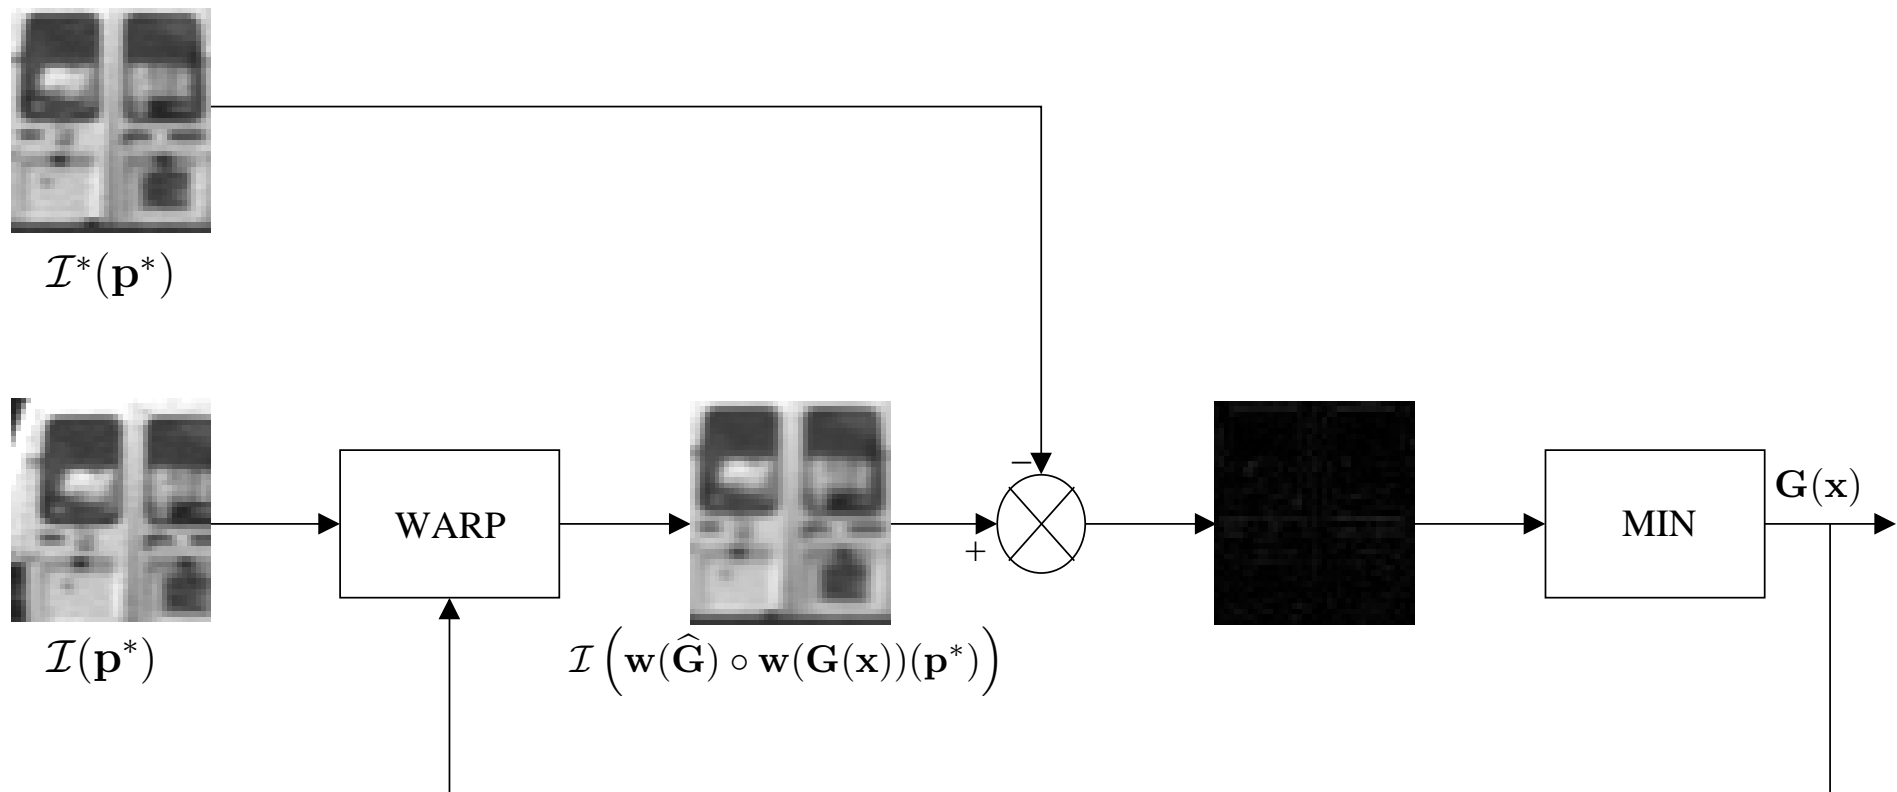 𝓘*(𝐩*)
−
𝐆(𝐱)
WARP
MIN
+
𝓘(𝐩*)
𝓘(𝐰(𝐆̂) ∘ 𝐰(𝐆(𝐱))(𝐩*))